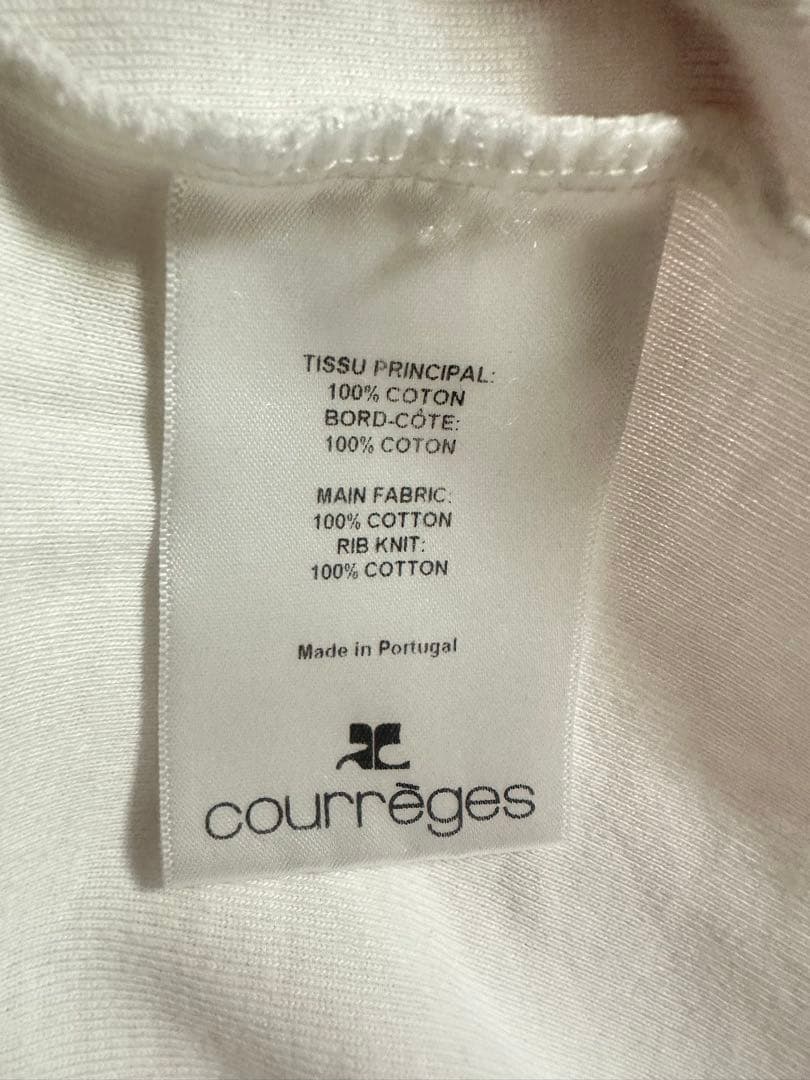 TISSU PRINCIPAL:
100% COTON
BORD-CÔTE:
100% COTON
MAIN FABRIC:
100% COTTON
RIB KNIT:
100% COTTON
Made in Portugal
courrèges